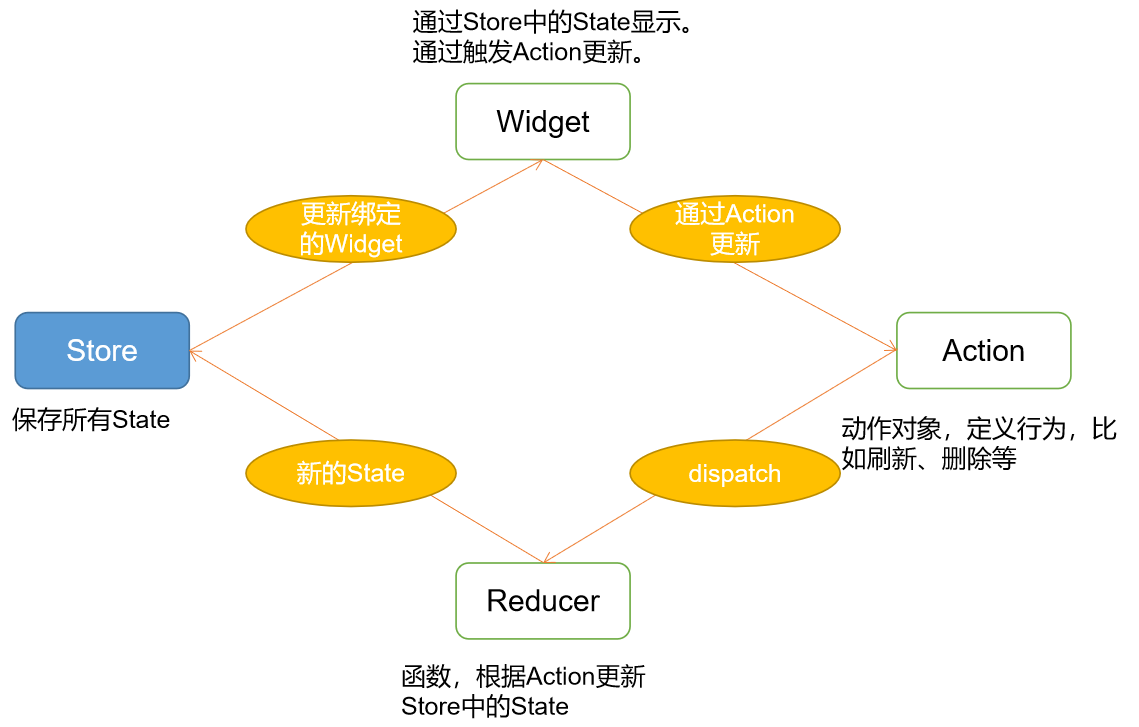 通过Store中的State显示。
通过触发Action更新。
Widget
更新绑定
的Widget
通过Action
更新
Store
Action
保存所有State
动作对象，定义行为，比
如刷新、删除等
新的State
dispatch
Reducer
函数，根据Action更新
Store中的State